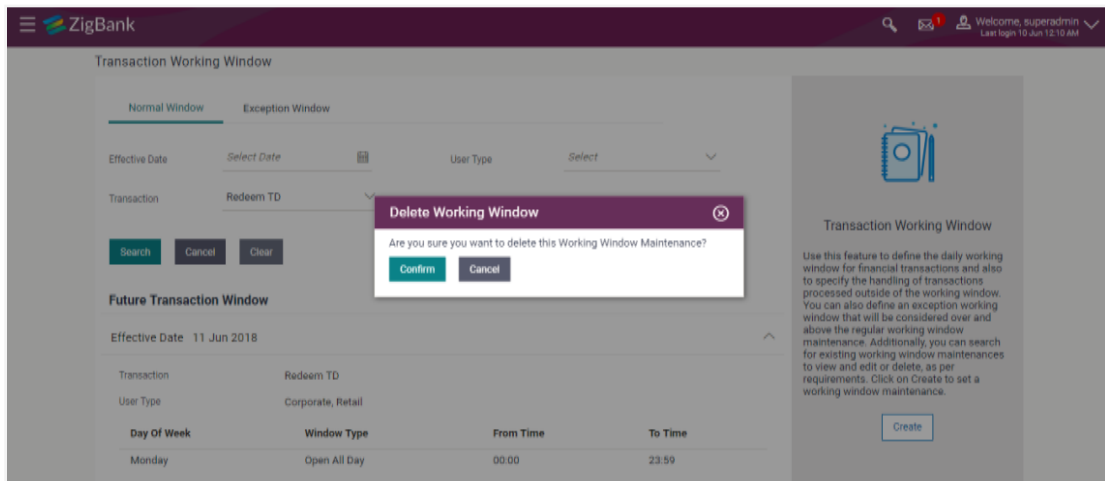 ZigBank
1
Welcome, superadmin
Last login 10 Jun 12:10 AM
Transaction Working Window
Normal Window
Exception Window
Effective Date
Select Date
User Type
Select
Transaction
Redeem TD
Search
Cancel
Clear
Delete Working Window
Are you sure you want to delete this Working Window Maintenance?
Confirm
Cancel
Future Transaction Window
Effective Date 11 Jun 2018
Transaction
Redeem TD
User Type
Corporate, Retail
Day Of Week
Window Type
From Time
To Time
Monday
Open All Day
00:00
23:59
Transaction Working Window
Use this feature to define the daily working
window for financial transactions and also
to specify the handling of transactions
processed outside of the working window.
You can also define an exception working
window that will be considered over and
above the regular working window
maintenance. Additionally, you can search
for existing working window maintenances
to view and edit or delete, as per
requirements. Click on Create to set a
working window maintenance.
Create